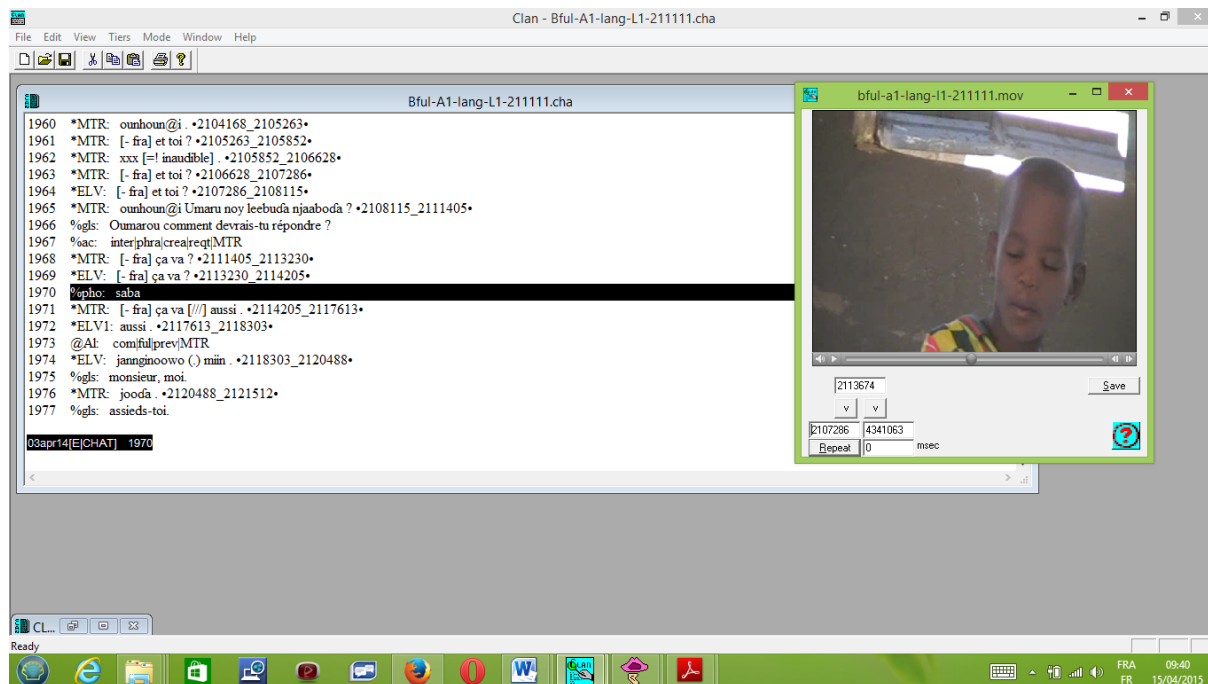 Clan - Bful-A1-lang-L1-211111.cha
File Edit View Tiers Mode Window Help
Bful-A1-lang-L1-211111.cha
1960 *MTR: ounhoun@i . •2104168_2105263•
1961 *MTR: [- fra] et toi ? •2105263_2105852•
1962 *MTR: xxx [=! inaudible] . •2105852_2106628•
1963 *MTR: [- fra] et toi ? •2106628_2107286•
1964 *ELV: [- fra] et toi ? •2107286_2108115•
1965 *MTR: ounhoun@i Umaru noy leebuɗa njaaboɗa ? •2108115_2111405•
1966 %gls: Oumarou comment devrais-tu répondre ?
1967 %ac: inter|phra|crea|reqt|MTR
1968 *MTR: [- fra] ça va ? •2111405_2113230•
1969 *ELV: [- fra] ça va ? •2113230_2114205•
1970 %pho: saba
1971 *MTR: [- fra] ça va [///] aussi . •2114205_2117613•
1972 *ELV1: aussi . •2117613_2118303•
1973 @Al: com|ful|prev|MTR
1974 *ELV: jannginoowo (.) miin . •2118303_2120488•
1975 %gls: monsieur, moi.
1976 *MTR: jooɗa . •2120488_2121512•
1977 %gls: assieds-toi.
03apr14[E|CHAT] 1970
bful-a1-lang-l1-211111.mov
2113674
Save
v v
2107286 4341063
Repeat 0 msec
CL...
Ready
FRA 09:40
FR 15/04/2015